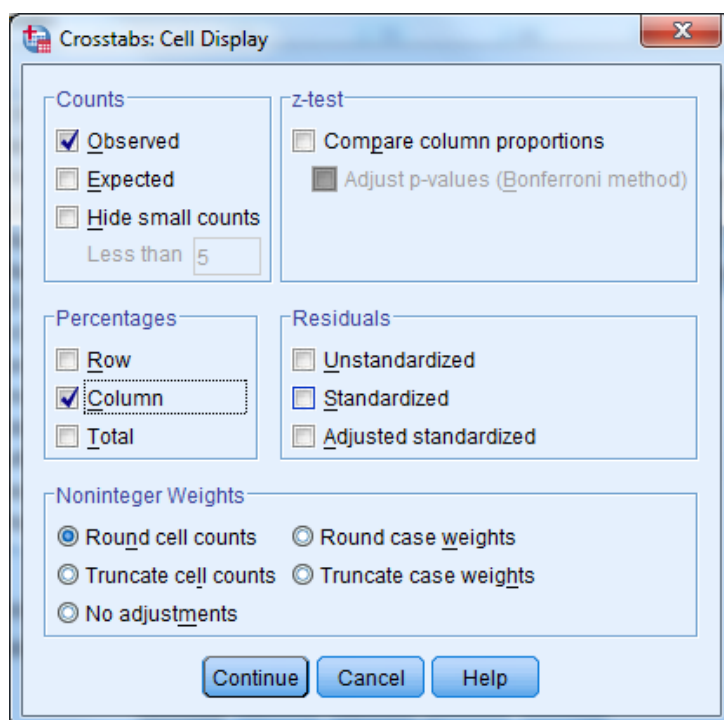 Crosstabs: Cell Display
Counts
Observed
Expected
Hide small counts
Less than 5
z-test
Compare column proportions
Adjust p-values (Bonferroni method)
Percentages
Row
Column
Total
Residuals
Unstandardized
Standardized
Adjusted standardized
Noninteger Weights
Round cell counts
Round case weights
Truncate cell counts
Truncate case weights
No adjustments
Continue
Cancel
Help